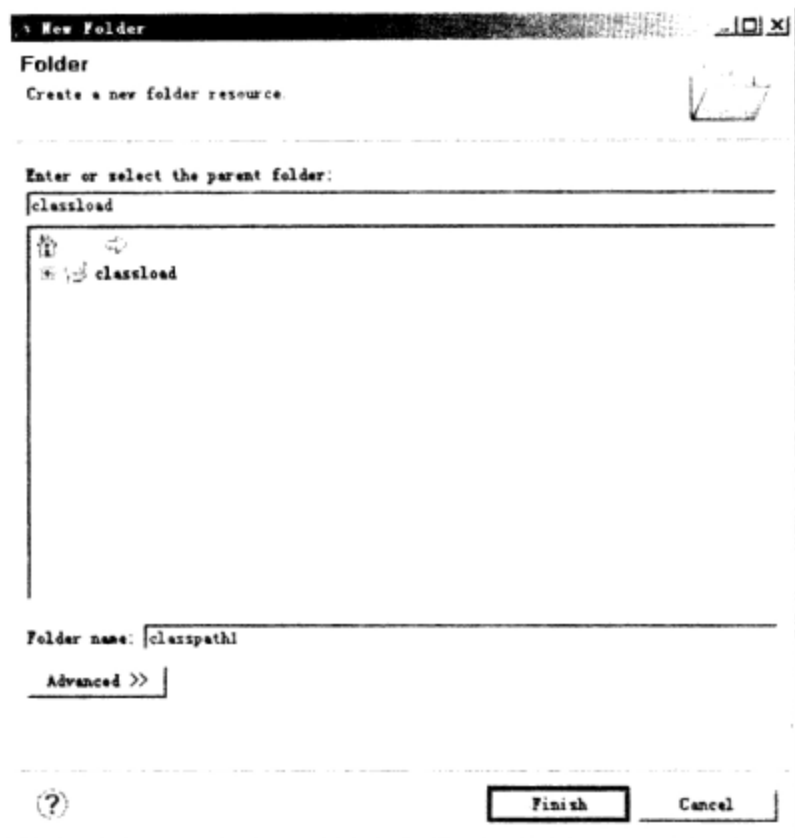 New Folder
Folder
Create a new folder resource.
Enter or select the parent folder:
classload
classload
Folder name: classpath1
Advanced >>
?
Finish
Cancel